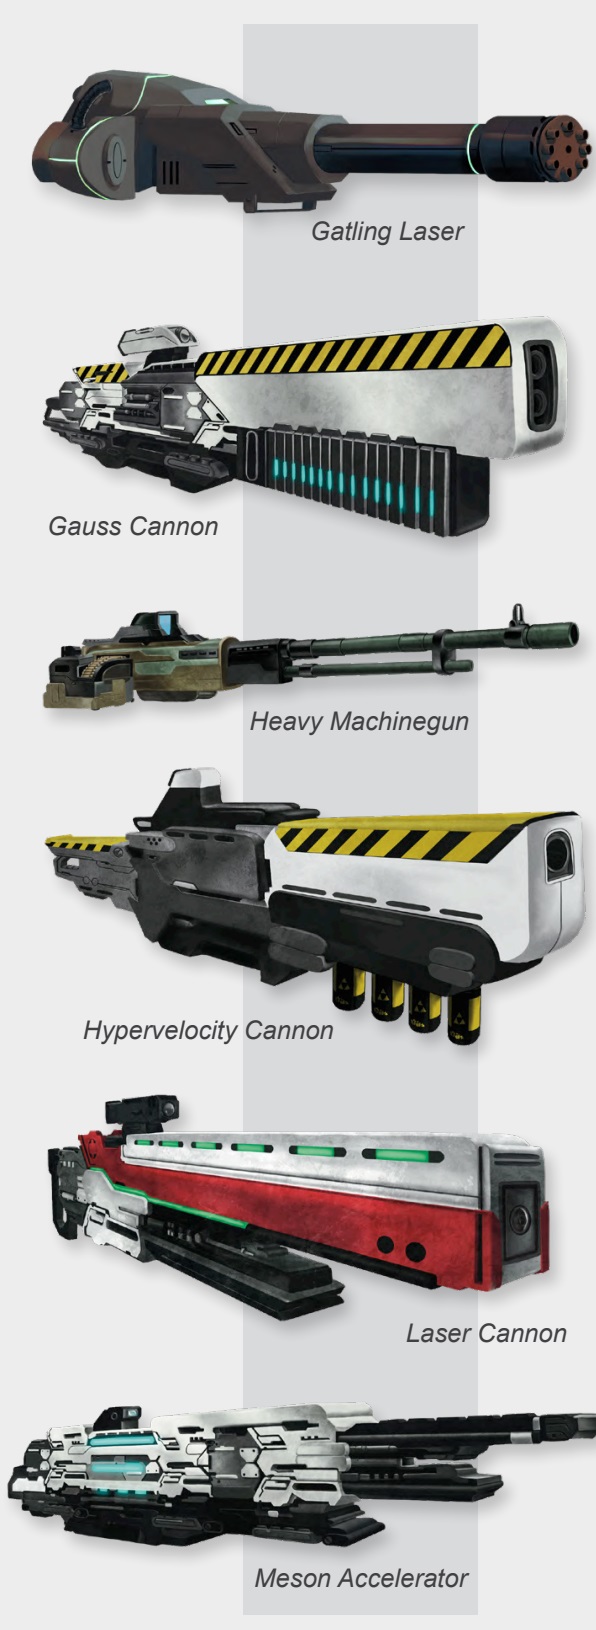 Gatling Laser
Gauss Cannon
Heavy Machinegun
Hypervelocity Cannon
Laser Cannon
Meson Accelerator